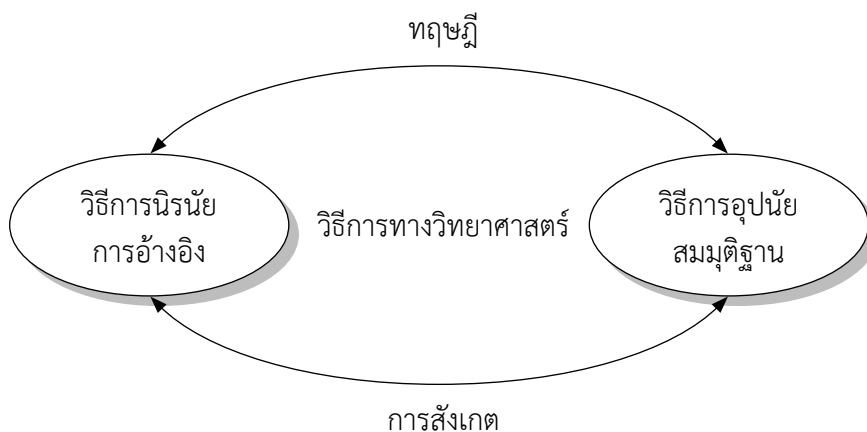 ทฤษฎี
วิธีการนิรนัย
การอ้างอิง
วิธีการทางวิทยาศาสตร์
วิธีการอุปนัย
สมมุติฐาน
การสังเกต